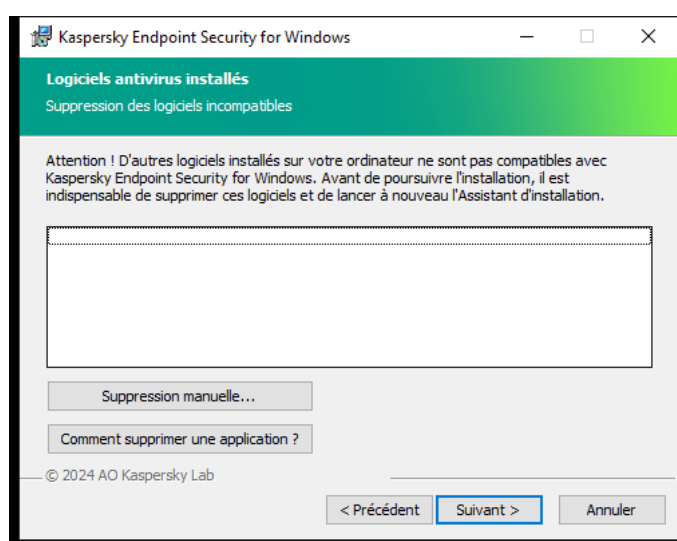 Kaspersky Endpoint Security for Windows
Logiciels antivirus installés
Suppression des logiciels incompatibles
Attention ! D'autres logiciels installés sur votre ordinateur ne sont pas compatibles avec
Kaspersky Endpoint Security for Windows. Avant de poursuivre l'installation, il est
indispensable de supprimer ces logiciels et de lancer à nouveau l'Assistant d'installation.
Suppression manuelle...
Comment supprimer une application ?
© 2024 AO Kaspersky Lab
< Précédent Suivant > Annuler